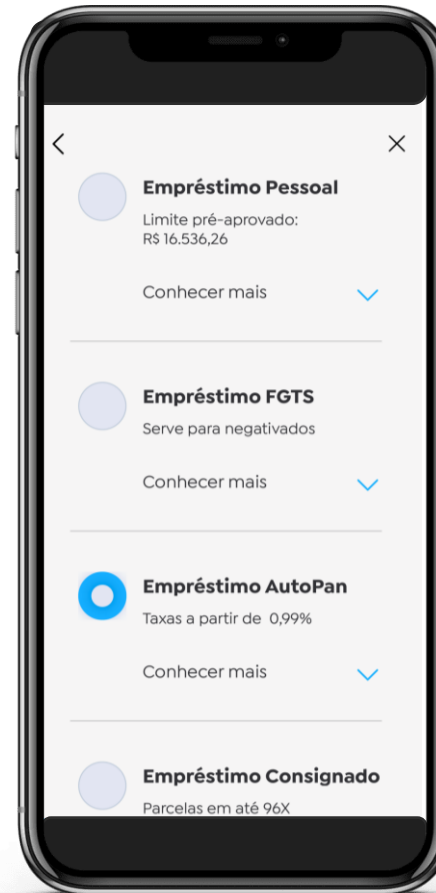 Empréstimo Pessoal
Limite pré-aprovado:
R$ 16.536,26
Conhecer mais
Empréstimo FGTS
Serve para negativados
Conhecer mais
Empréstimo AutoPan
Taxas a partir de 0,99%
Conhecer mais
Empréstimo Consignado
Parcelas em até 96X